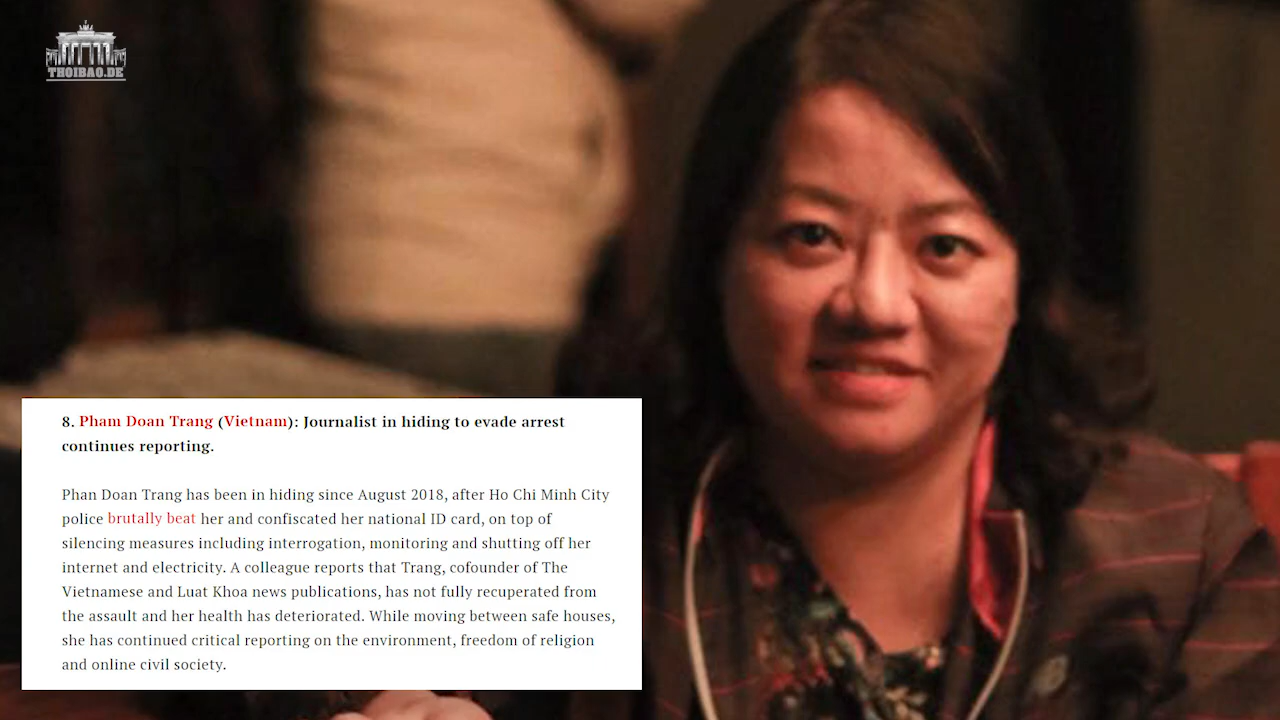 THOIBAO.DE
8. Pham Doan Trang (Vietnam): Journalist in hiding to evade arrest
continues reporting.
Phan Doan Trang has been in hiding since August 2018, after Ho Chi Minh City
police brutally beat her and confiscated her national ID card, on top of
silencing measures including interrogation, monitoring and shutting off her
internet and electricity. A colleague reports that Trang, cofounder of The
Vietnamese and Luat Khoa news publications, has not fully recuperated from
the assault and her health has deteriorated. While moving between safe houses,
she has continued critical reporting on the environment, freedom of religion
and online civil society.